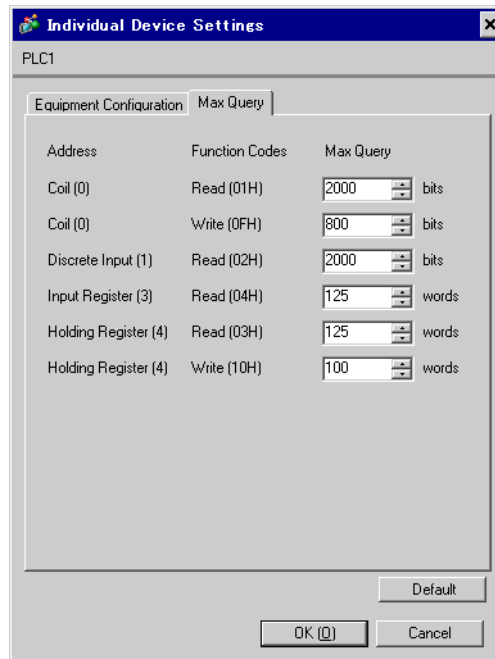 Individual Device Settings
PLC1
Equipment Configuration Max Query
Address Function Codes Max Query
Coil (0) Read (01H) 2000 bits
Coil (0) Write (0FH) 800 bits
Discrete Input (1) Read (02H) 2000 bits
Input Register (3) Read (04H) 125 words
Holding Register (4) Read (03H) 125 words
Holding Register (4) Write (10H) 100 words
Default
OK (O) Cancel